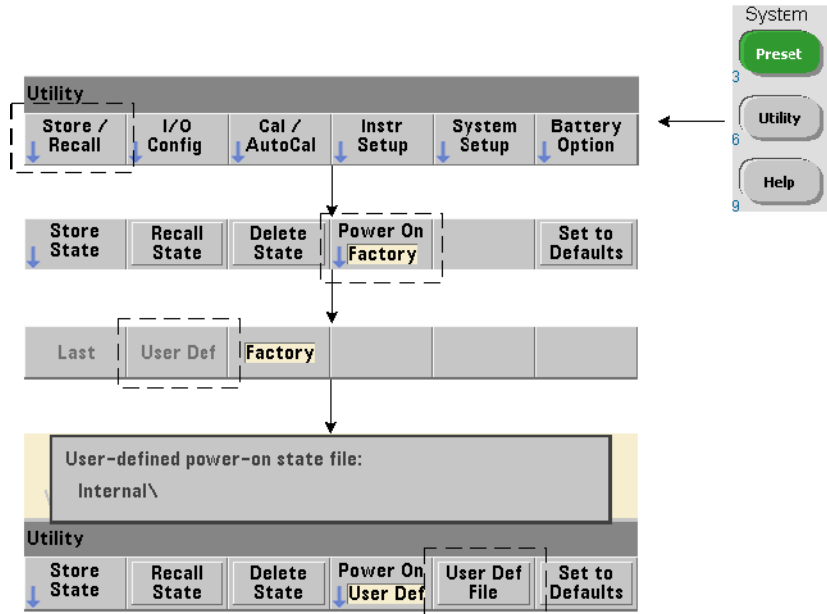 System
Preset
3
Utility
6
Help
9
Utility
Store / Recall
I/O Config
Cal / AutoCal
Instr Setup
System Setup
Battery Option
Store State
Recall State
Delete State
Power On Factory
Set to Defaults
Last
User Def
Factory
User-defined power-on state file:
Internal\
Utility
Store State
Recall State
Delete State
Power On User Def
User Def File
Set to Defaults